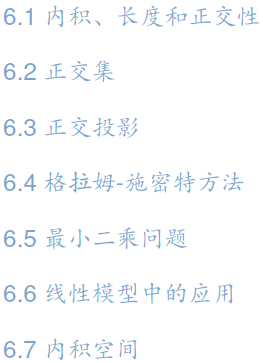 6.1 内积、长度和正交性
6.2 正交集
6.3 正交投影
6.4 格拉姆-施密特方法
6.5 最小二乘问题
6.6 线性模型中的应用
6.7 内积空间